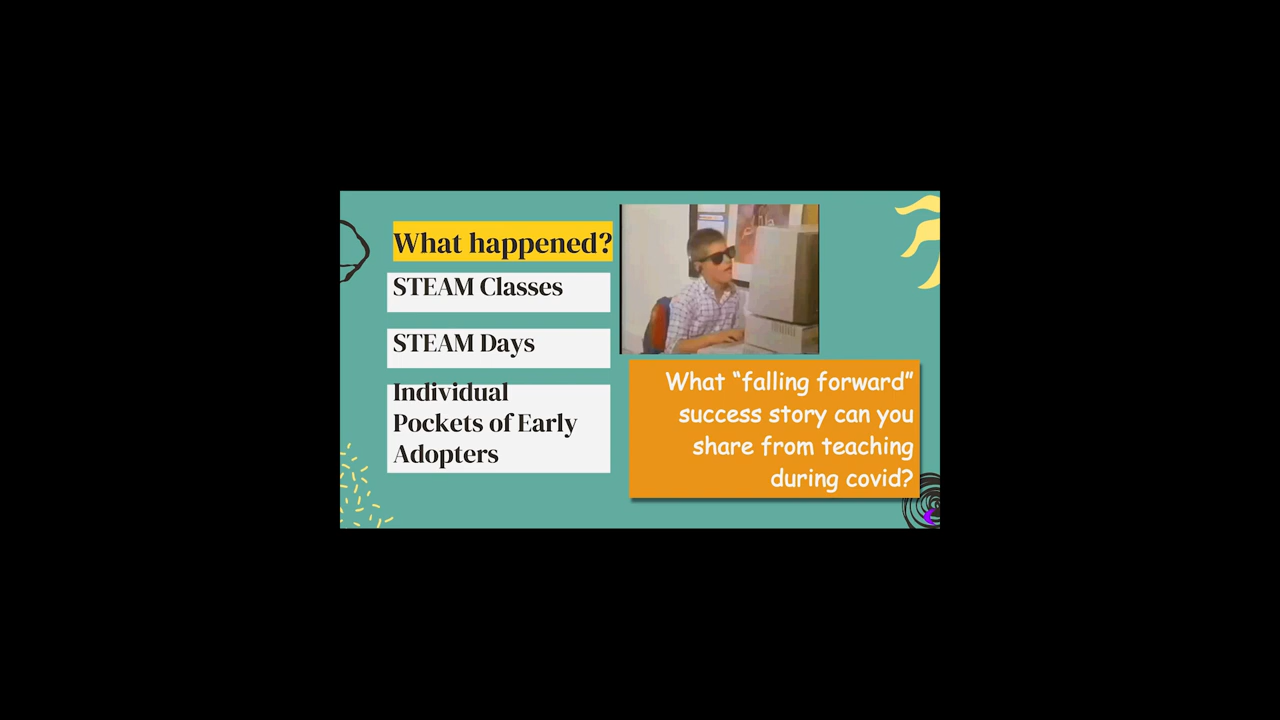 What happened?
STEAM Classes
STEAM Days
Individual
Pockets of Early
Adopters
What “falling forward”
success story can you
share from teaching
during covid?